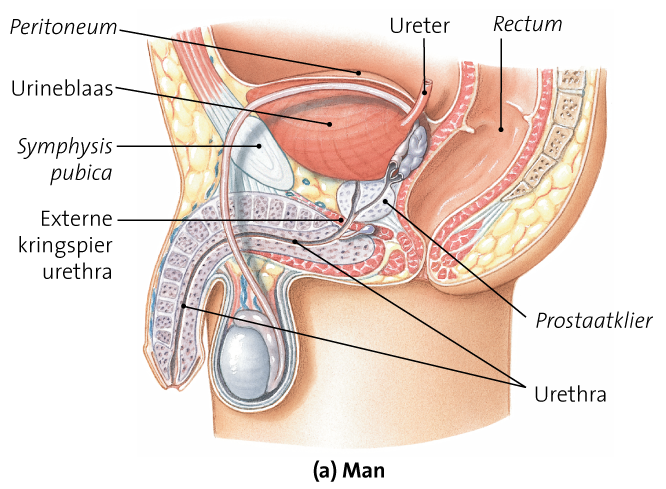 Peritoneum
Ureter
Rectum
Urineblaas
Symphysis
pubica
Externe
kringspier
urethra
Prostaatklier
Urethra
(a) Man